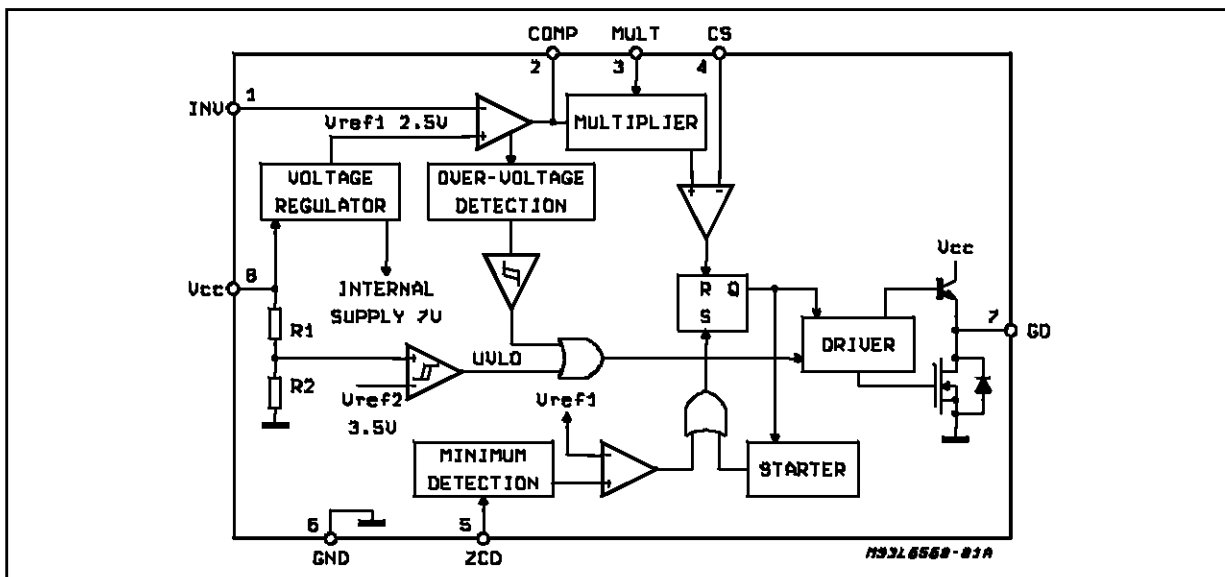 COMP MULT CS
2 3 4
1
INV
Vref1 2.5V
-
+
MULTIPLIER
VOLTAGE
REGULATOR
OVER-VOLTAGE
DETECTION
+ -
8
Vcc
INTERNAL
SUPPLY 7V
R Q
S
Vcc
7
GD
R1
R2
+
-
UVLO
DRIVER
Vref2
3.5V
Vref1
-
+
MINIMUM
DETECTION
STARTER
6
GND
5
ZCD
M93L6560-01A